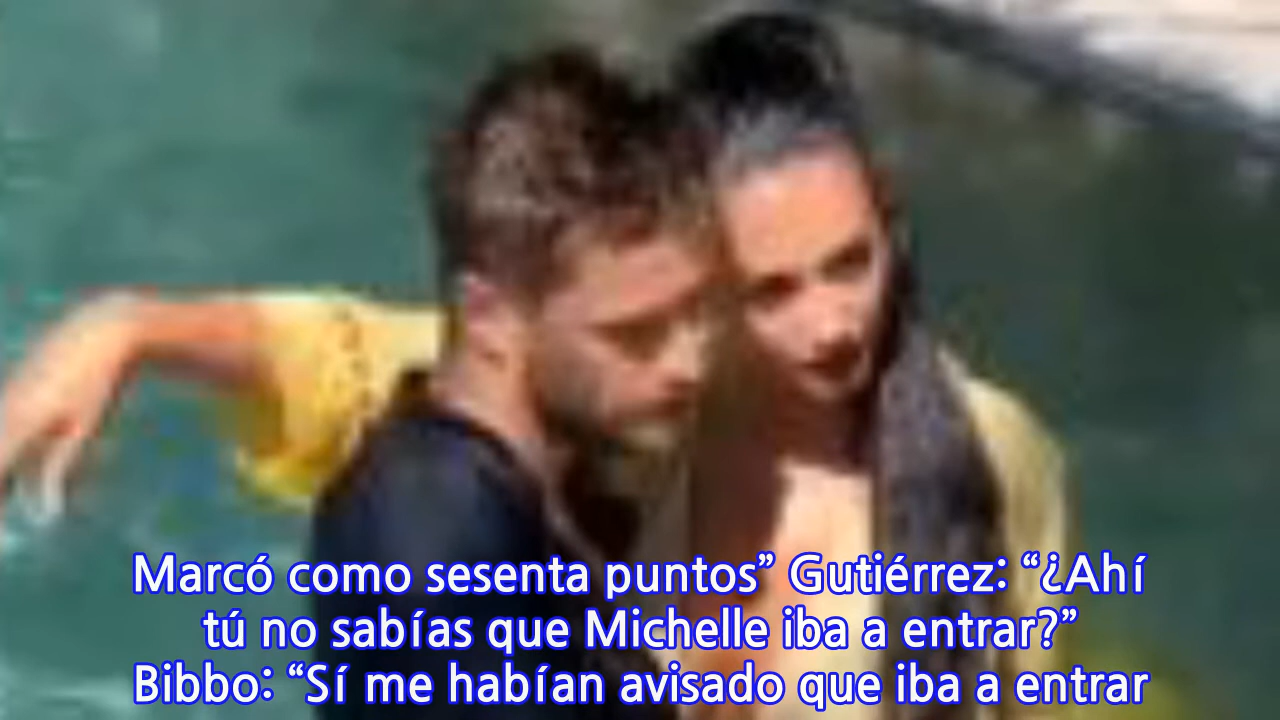 Marcó como sesenta puntos” Gutiérrez: “¿Ahí
tú no sabías que Michelle iba a entrar?”
Bibbo: “Sí me habían avisado que iba a entrar